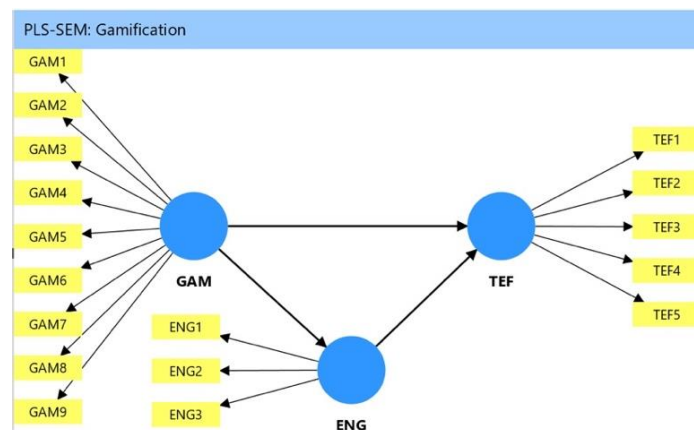 PLS-SEM: Gamification
GAM1
GAM2
GAM3
GAM4
GAM5
GAM6
GAM7
GAM8
GAM9
GAM
ENG1
ENG2
ENG3
ENG
TEF
TEF1
TEF2
TEF3
TEF4
TEF5